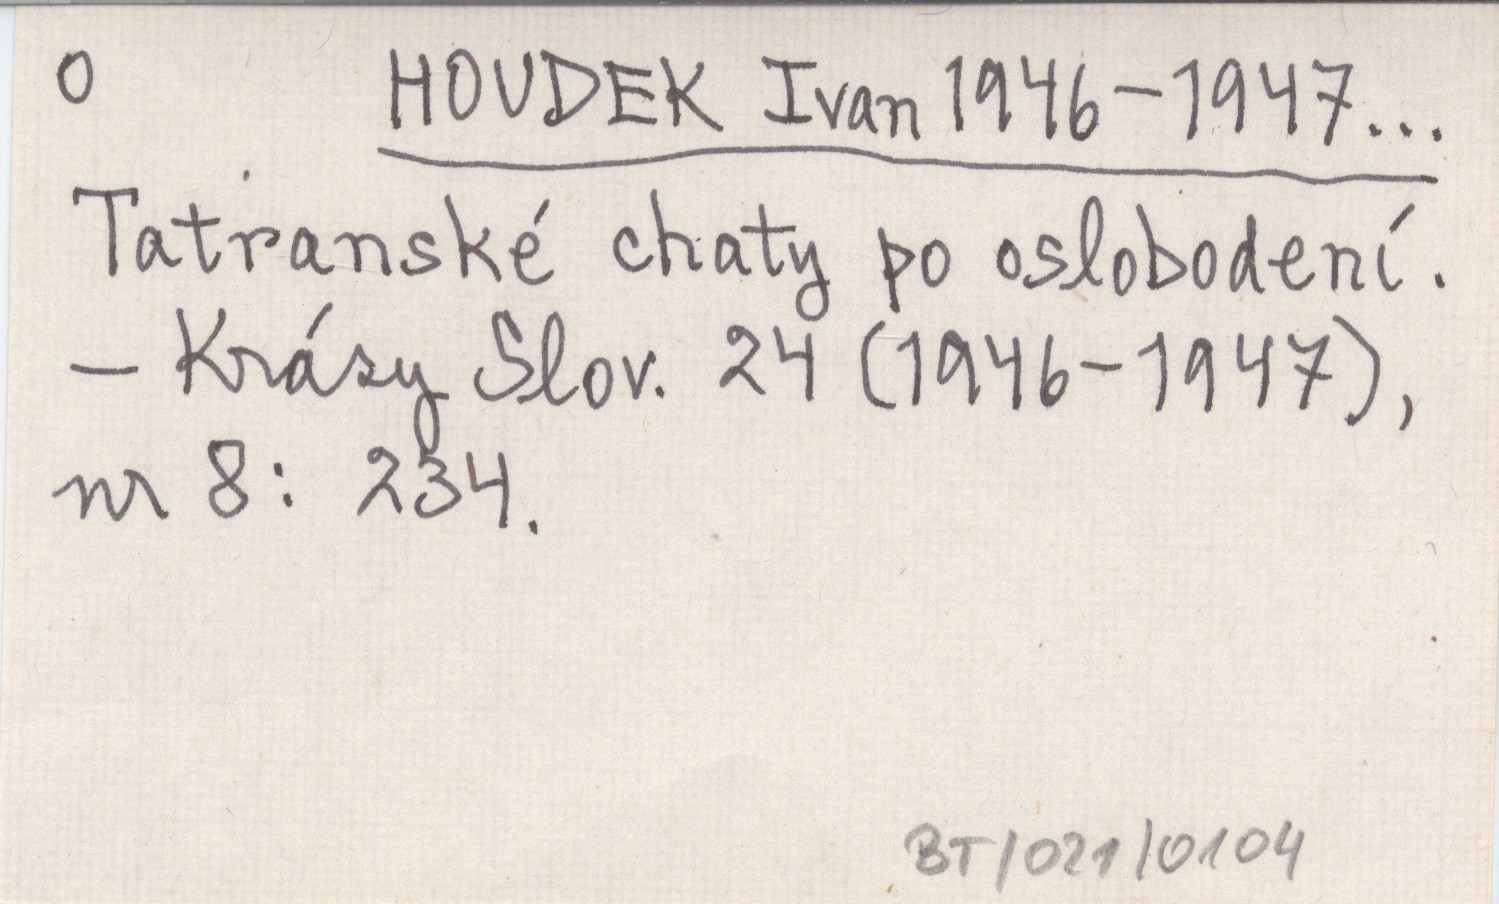 O HOUDEK Ivan 1946-1947...
Tatranské chaty po oslobodení.
- Krásy Slov. 24 (1946-1947),
nr 8: 234.
BT/021/0104